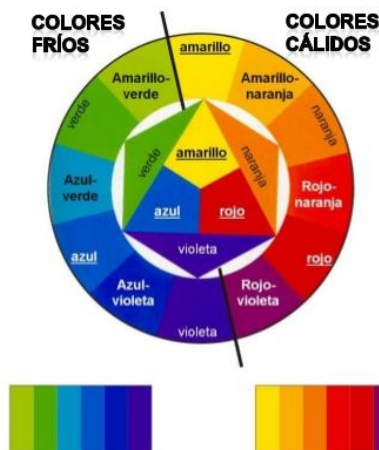 COLORES
FRÍOS
COLORES
CÁLIDOS
amarillo
Amarillo-
verde
Amarillo-
naranja
verde
naranja
amarillo
verde
naranja
Azul-
verde
Rojo-
naranja
azul
rojo
azul
rojo
violeta
Azul-
violeta
Rojo-
violeta
violeta